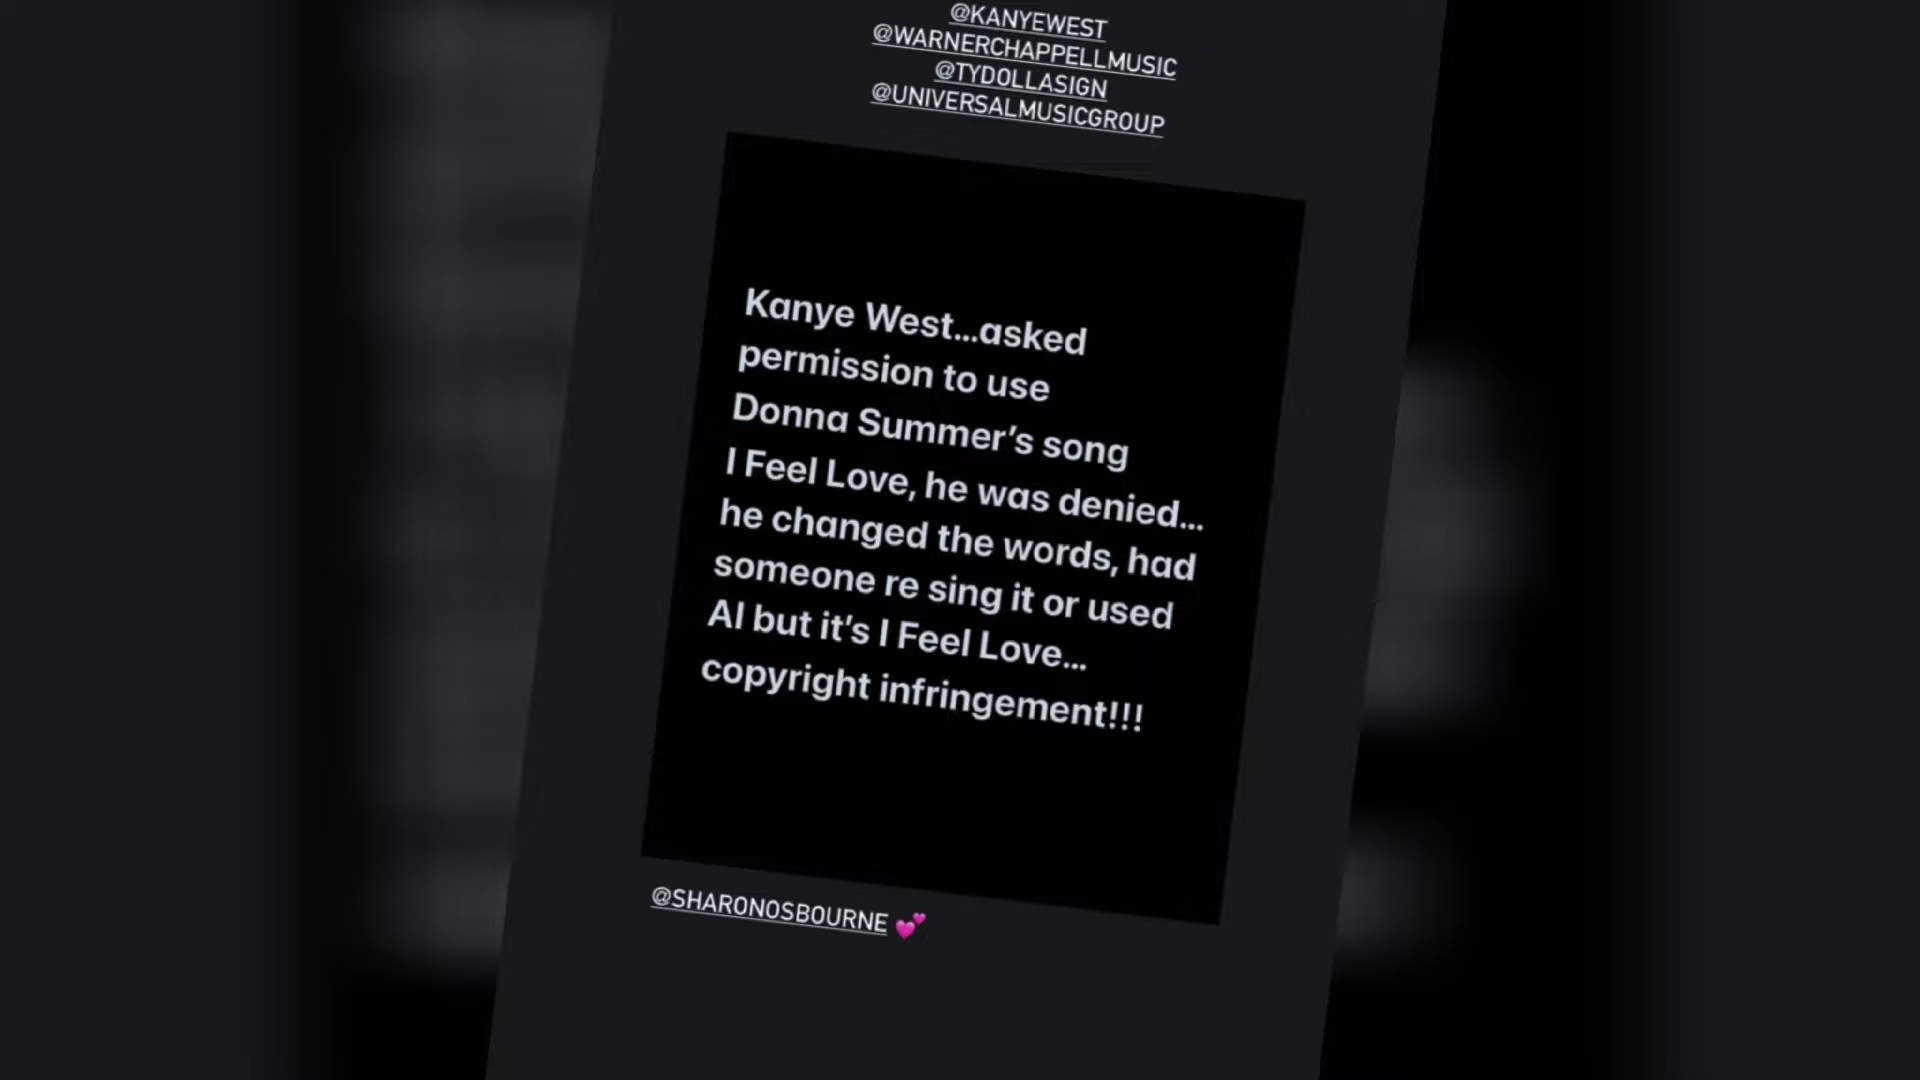 @KANYEWEST
@WARNERCHAPPELLMUSIC
@TYDOLLASIGN
@UNIVERSALMUSICGROUP
Kanye West...asked
permission to use
Donna Summer's song
I Feel Love, he was denied...
he changed the words, had
someone re sing it or used
AI but it's I Feel Love...
copyright infringement!!!
@SHARONOSBOURNE 💕